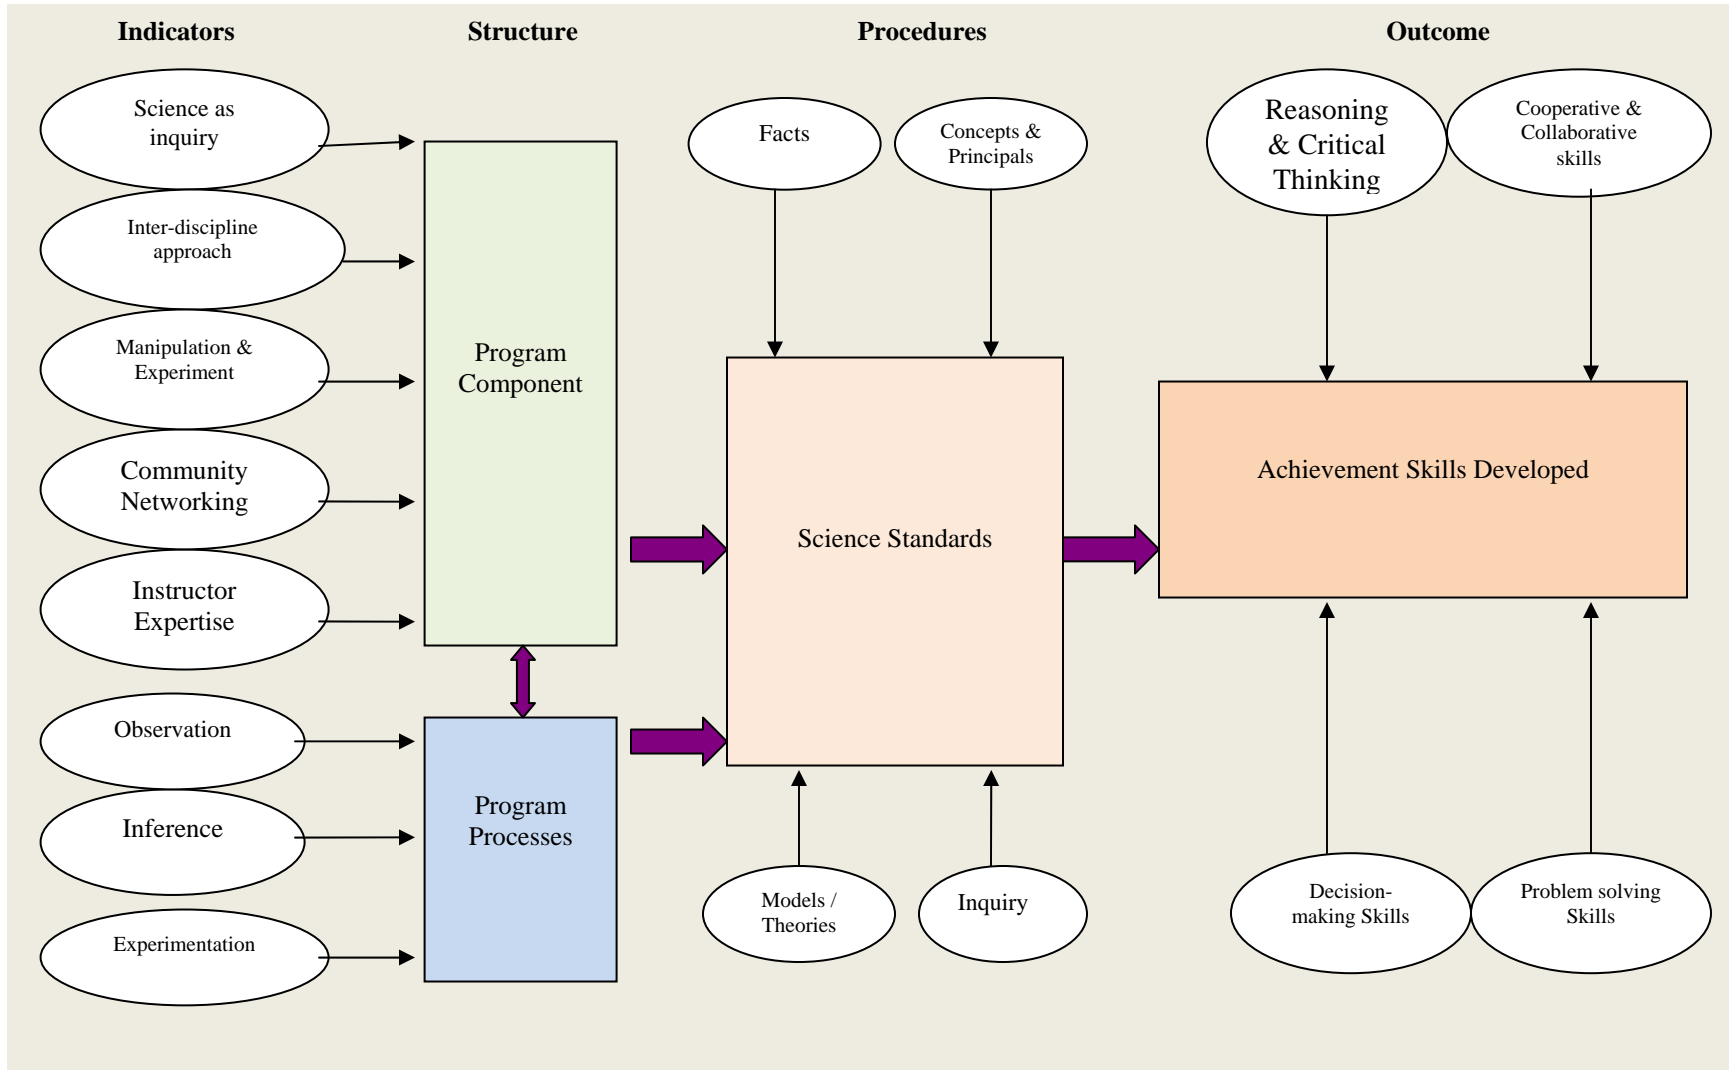 Indicators
Structure
Procedures
Outcome
Science as
inquiry
Inter-discipline
approach
Manipulation &
Experiment
Community
Networking
Instructor
Expertise
Observation
Inference
Experimentation
Program
Component
Program
Processes
Facts
Concepts &
Principals
Science Standards
Models /
Theories
Inquiry
Reasoning
& Critical
Thinking
Cooperative &
Collaborative
skills
Achievement Skills Developed
Decision-
making Skills
Problem solving
Skills